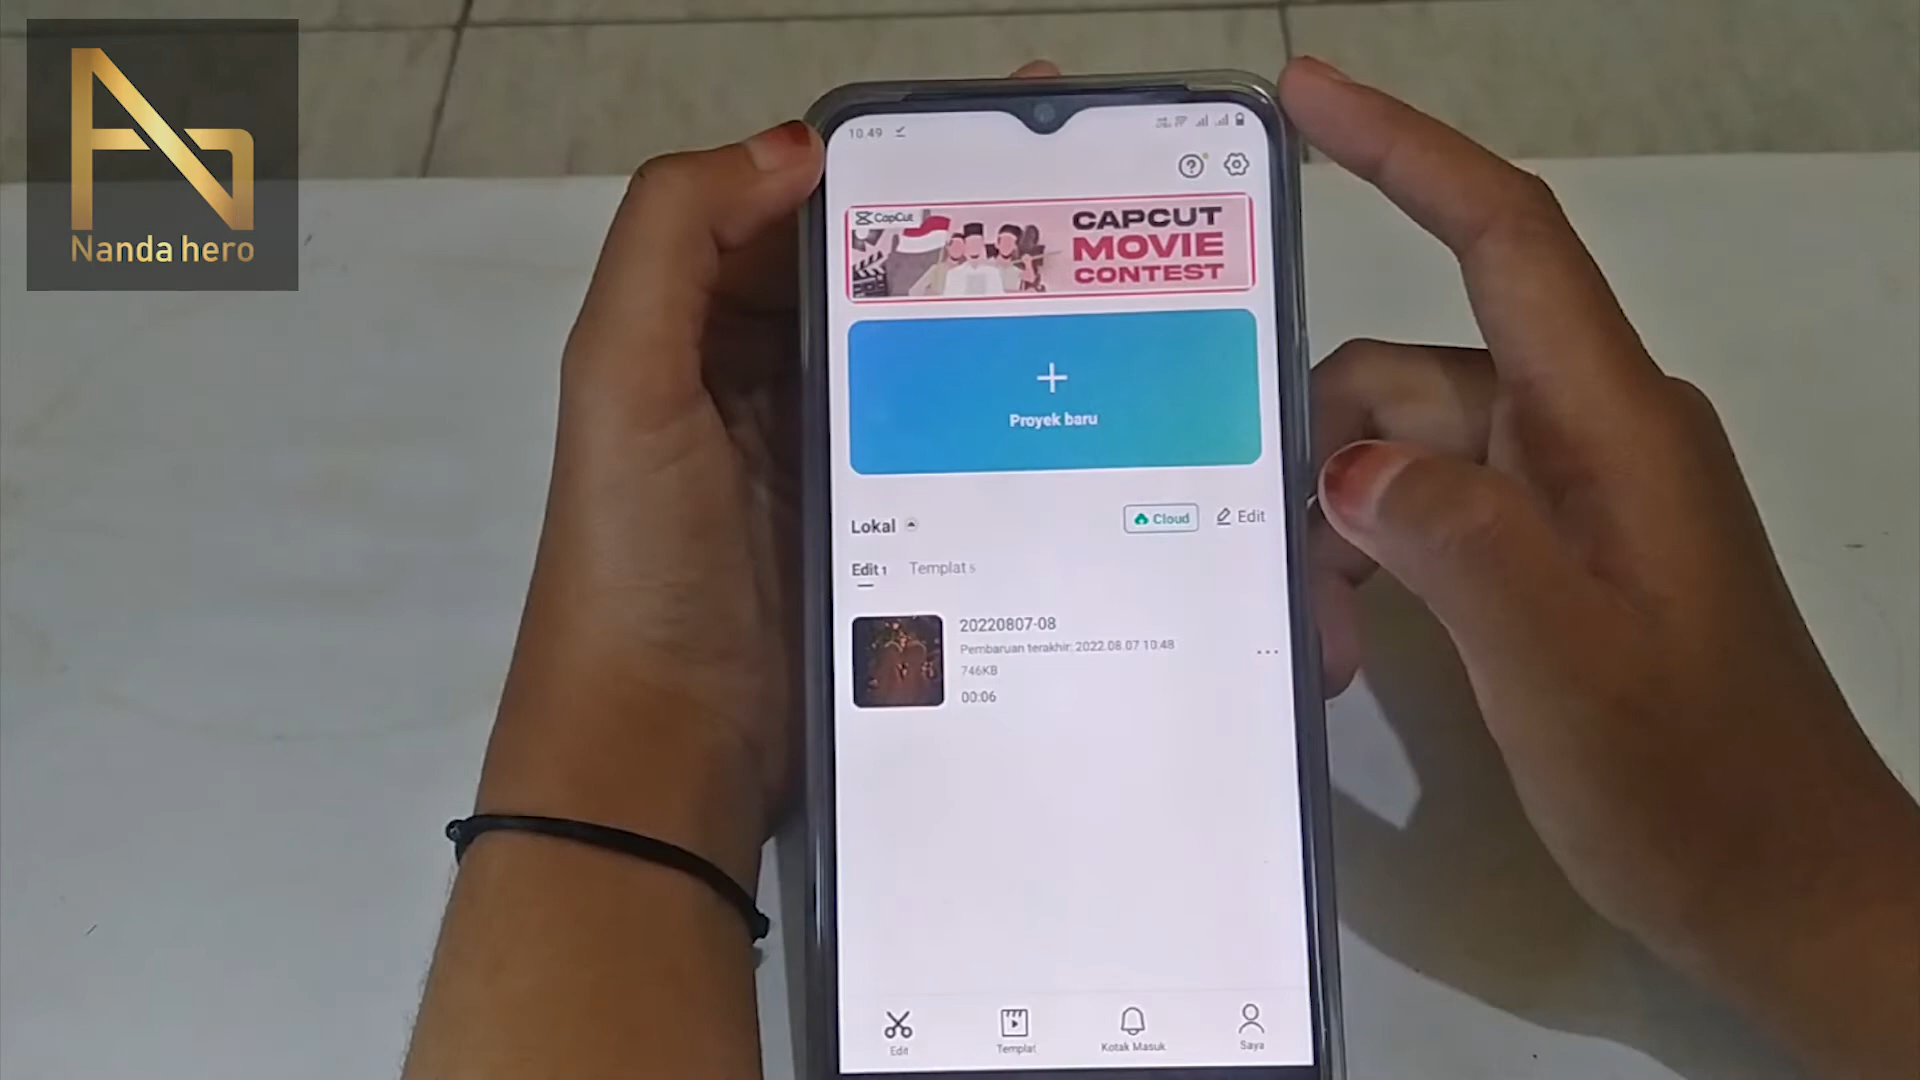 Nanda hero
10.49
CapCut
CAPCUT
MOVIE
CONTEST
Proyek baru
Lokal
Cloud
Edit
Edit 1
Templat 5
20220807-08
Pembaruan terakhir: 2022.08.07 10:48
746KB
00:06
Edit
Templat
Kotak Masuk
Saya